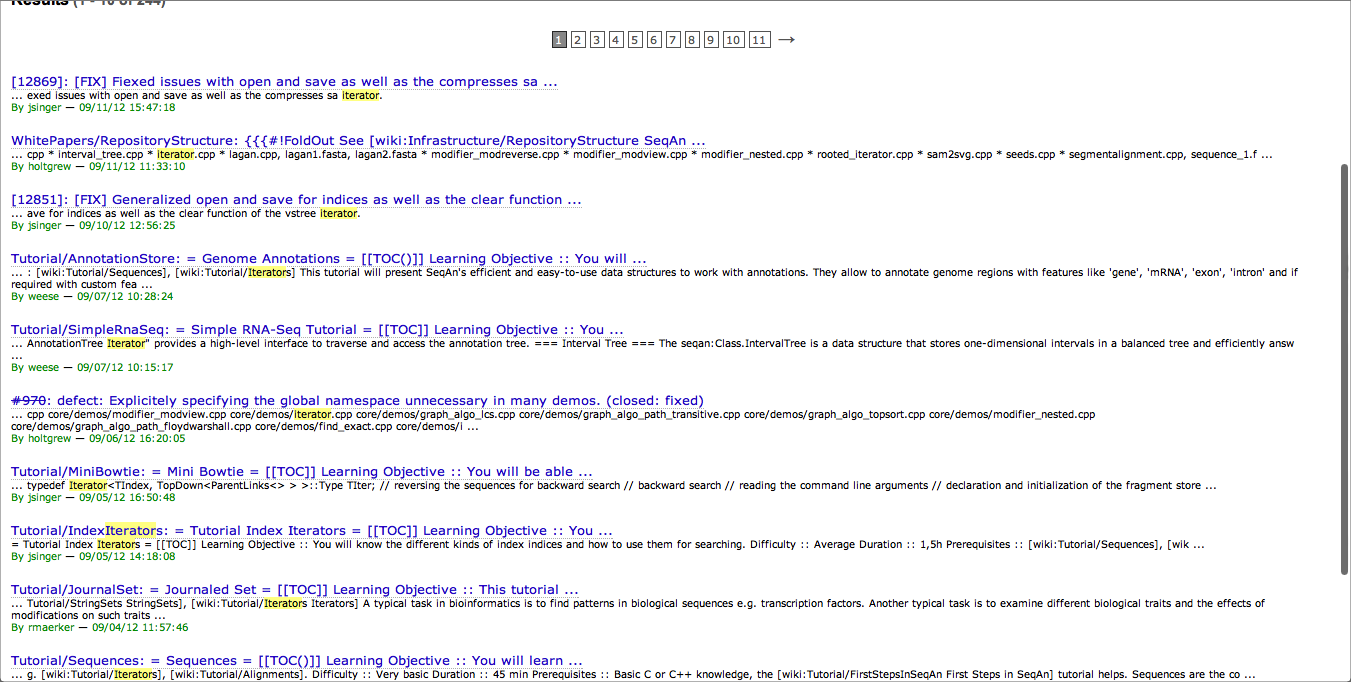 Results (1 - 10 of 244)
1 2 3 4 5 6 7 8 9 10 11 →
[12869]: [FIX] Fiexed issues with open and save as well as the compresses sa ...
... exed issues with open and save as well as the compresses sa iterator.
By jsinger — 09/11/12 15:47:18
WhitePapers/RepositoryStructure: {{{#!FoldOut See [wiki:Infrastructure/RepositoryStructure SeqAn ...
... cpp * interval_tree.cpp * iterator.cpp * lagan.cpp, lagan1.fasta, lagan2.fasta * modifier_modreverse.cpp * modifier_modview.cpp * modifier_nested.cpp * rooted_iterator.cpp * sam2svg.cpp * seeds.cpp * segmentalignment.cpp, sequence_1.f ...
By holtgrew — 09/11/12 11:33:10
[12851]: [FIX] Generalized open and save for indices as well as the clear function ...
... ave for indices as well as the clear function of the vstree iterator.
By jsinger — 09/10/12 12:56:25
Tutorial/AnnotationStore: = Genome Annotations = [[TOC()]] Learning Objective :: You will ...
... : [wiki:Tutorial/Sequences], [wiki:Tutorial/Iterators] This tutorial will present SeqAn's efficient and easy-to-use data structures to work with annotations. They allow to annotate genome regions with features like 'gene', 'mRNA', 'exon', 'intron' and if
required with custom fea ...
By weese — 09/07/12 10:28:24
Tutorial/SimpleRnaSeq: = Simple RNA-Seq Tutorial = [[TOC]] Learning Objective :: You ...
... AnnotationTree Iterator" provides a high-level interface to traverse and access the annotation tree. === Interval Tree === The seqan:Class.IntervalTree is a data structure that stores one-dimensional intervals in a balanced tree and efficiently answ
...
By weese — 09/07/12 10:15:17
#970: defect: Explicitely specifying the global namespace unnecessary in many demos. (closed: fixed)
... cpp core/demos/modifier_modview.cpp core/demos/iterator.cpp core/demos/graph_algo_lcs.cpp core/demos/graph_algo_path_transitive.cpp core/demos/graph_algo_topsort.cpp core/demos/modifier_nested.cpp
core/demos/graph_algo_path_floydwarshall.cpp core/demos/find_exact.cpp core/demos/i ...
By holtgrew — 09/06/12 16:20:05
Tutorial/MiniBowtie: = Mini Bowtie = [[TOC]] Learning Objective :: You will be able ...
... typedef Iterator<TIndex, TopDown<ParentLinks<> > >::Type TIter; // reversing the sequences for backward search // backward search // reading the command line arguments // declaration and initialization of the fragment store ...
By jsinger — 09/05/12 16:50:48
Tutorial/IndexIterators: = Tutorial Index Iterators = [[TOC]] Learning Objective :: You ...
= Tutorial Index Iterators = [[TOC]] Learning Objective :: You will know the different kinds of index indices and how to use them for searching. Difficulty :: Average Duration :: 1,5h Prerequisites :: [wiki:Tutorial/Sequences], [wik ...
By jsinger — 09/05/12 14:18:08
Tutorial/JournalSet: = Journaled Set = [[TOC]] Learning Objective :: This tutorial ...
... Tutorial/StringSets StringSets], [wiki:Tutorial/Iterators Iterators] A typical task in bioinformatics is to find patterns in biological sequences e.g. transcription factors. Another typical task is to examine different biological traits and the effects of
modifications on such traits ...
By rmaerker — 09/04/12 11:57:46
Tutorial/Sequences: = Sequences = [[TOC()]] Learning Objective :: You will learn ...
... g. [wiki:Tutorial/Iterators], [wiki:Tutorial/Alignments]. Difficulty :: Very basic Duration :: 45 min Prerequisites :: Basic C or C++ knowledge, the [wiki:Tutorial/FirstStepsInSeqAn First Steps in SeqAn] tutorial helps. Sequences are the co ...